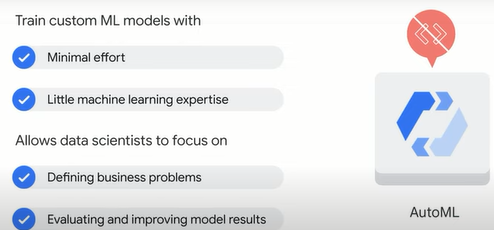 Train custom ML models with
Minimal effort
Little machine learning expertise
Allows data scientists to focus on
Defining business problems
Evaluating and improving model results
AutoML